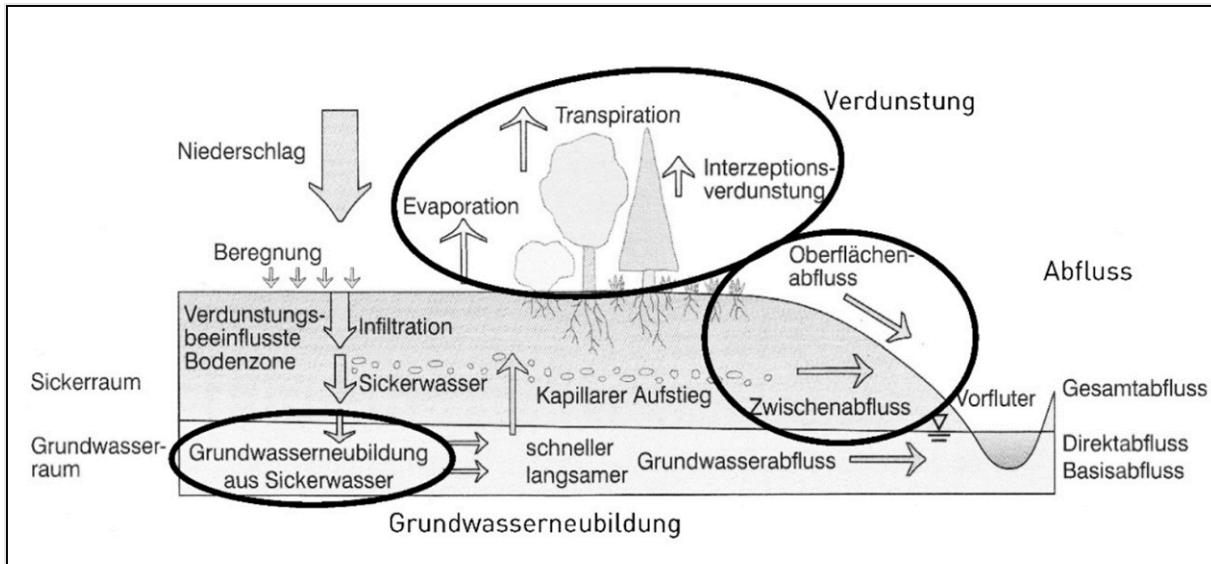 Verdunstung
Transpiration
Niederschlag
Interzeptions-
verdunstung
Evaporation
Beregnung
Oberflächen-
abfluss
Abfluss
Verdunstungs-
beeinflusste
Bodenzone
Infiltration
Sickerraum
Sickerwasser
Kapillarer Aufstieg
Zwischenabfluss
Vorfluter
Gesamtabfluss
Grundwasser-
raum
Grundwasserneubildung
aus Sickerwasser
schneller
langsamer
Grundwasserabfluss
Direktabfluss
Basisabfluss
Grundwasserneubildung